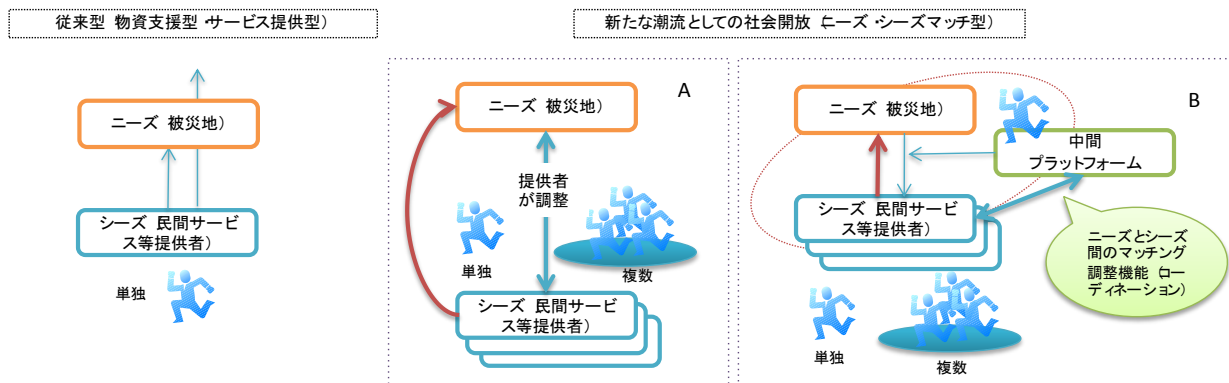 従来型 物資支援型・サービス提供型)
新たな潮流としての社会開放 (ニーズ・シーズマッチ型)
ニーズ 被災地)
シーズ 民間サービ
ス等提供者)
単独
A
ニーズ 被災地)
提供者
が調整
単独
複数
シーズ 民間サービ
ス等提供者)
B
ニーズ 被災地)
中間
プラットフォーム
シーズ 民間サービ
ス等提供者)
ニーズとシーズ
間のマッチング
調整機能 (コー
ディネーション)
単独
複数